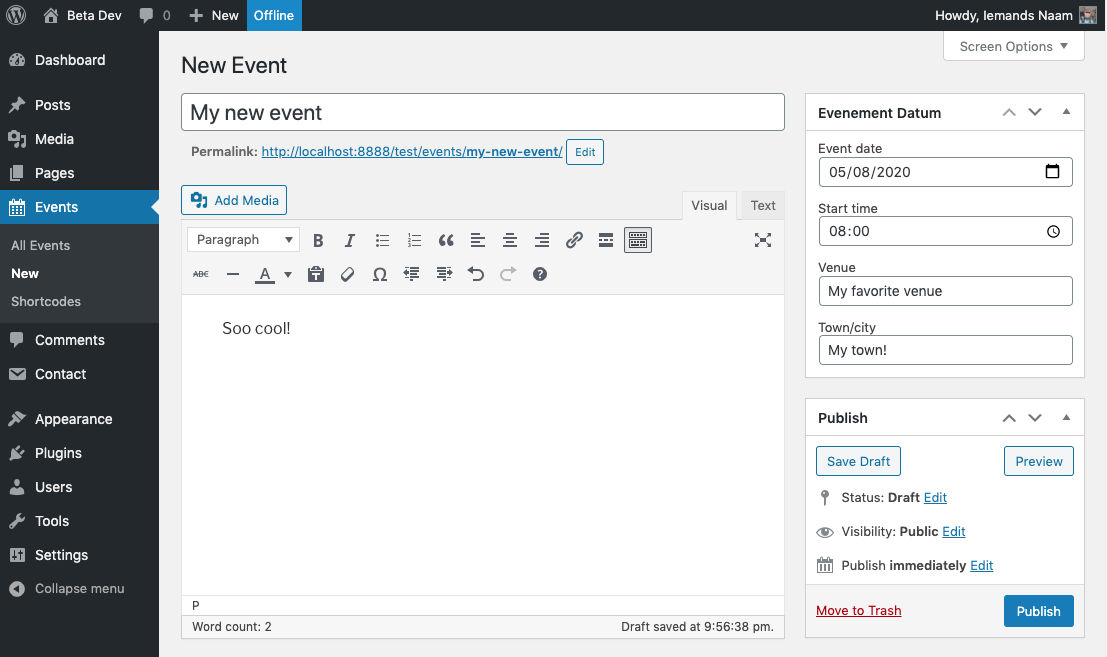 Beta Dev 0 New Offline Howdy, Iemands Naam
Screen Options
Dashboard
Posts
Media
Pages
Events
All Events
New
Shortcodes
Comments
Contact
Appearance
Plugins
Users
Tools
Settings
Collapse menu
New Event
My new event
Permalink: http://localhost:8888/test/events/my-new-event/ Edit
Add Media
Visual Text
Paragraph B I
ABC A Ω
Soo cool!
P
Word count: 2 Draft saved at 9:56:38 pm.
Evenement Datum
Event date
05/08/2020
Start time
08:00
Venue
My favorite venue
Town/city
My town!
Publish
Save Draft Preview
Status: Draft Edit
Visibility: Public Edit
Publish immediately Edit
Move to Trash Publish